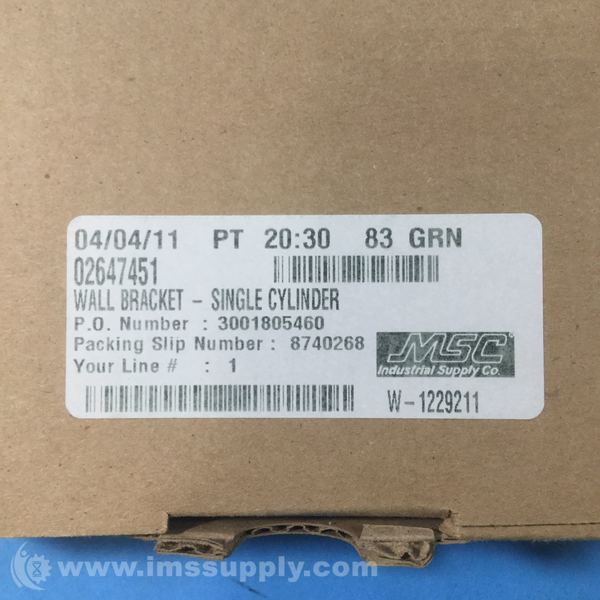 04/04/11 PT 20:30 83 GRN
02647451
WALL BRACKET - SINGLE CYLINDER
P.O. Number : 3001805460
Packing Slip Number : 8740268
Your Line # : 1
MSC
Industrial Supply Co.
W-1229211
www.imssupply.com